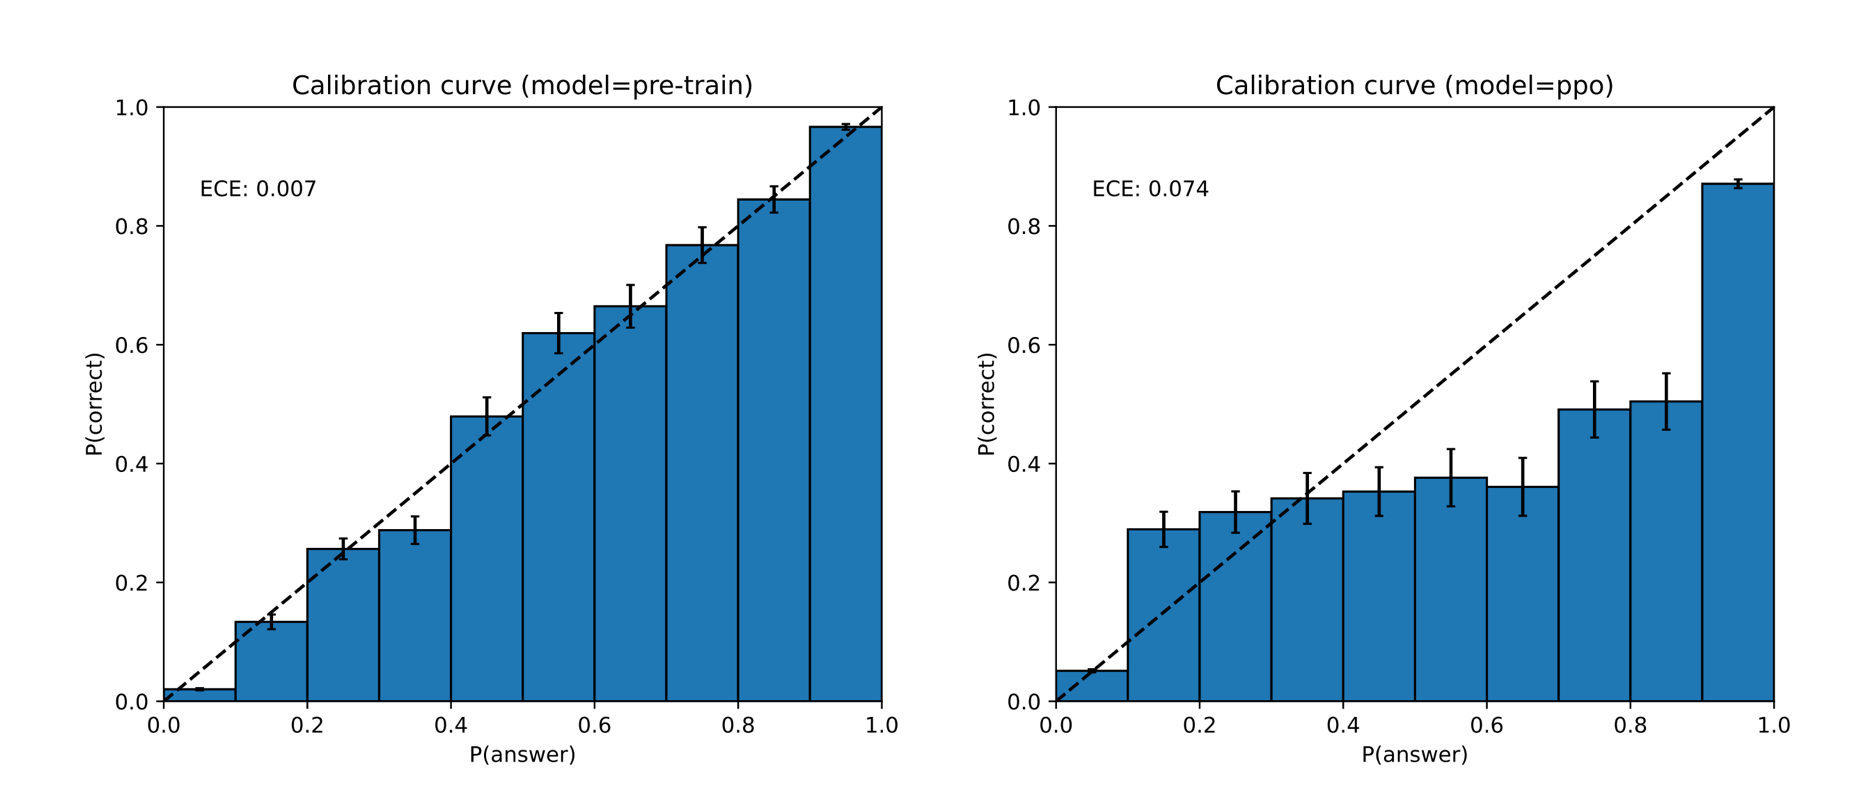 Calibration curve (model=pre-train)
ECE: 0.007
P(correct)
1.0
0.8
0.6
0.4
0.2
0.0
0.0 0.2 0.4 0.6 0.8 1.0
P(answer)
Calibration curve (model=ppo)
ECE: 0.074
P(correct)
1.0
0.8
0.6
0.4
0.2
0.0
0.0 0.2 0.4 0.6 0.8 1.0
P(answer)